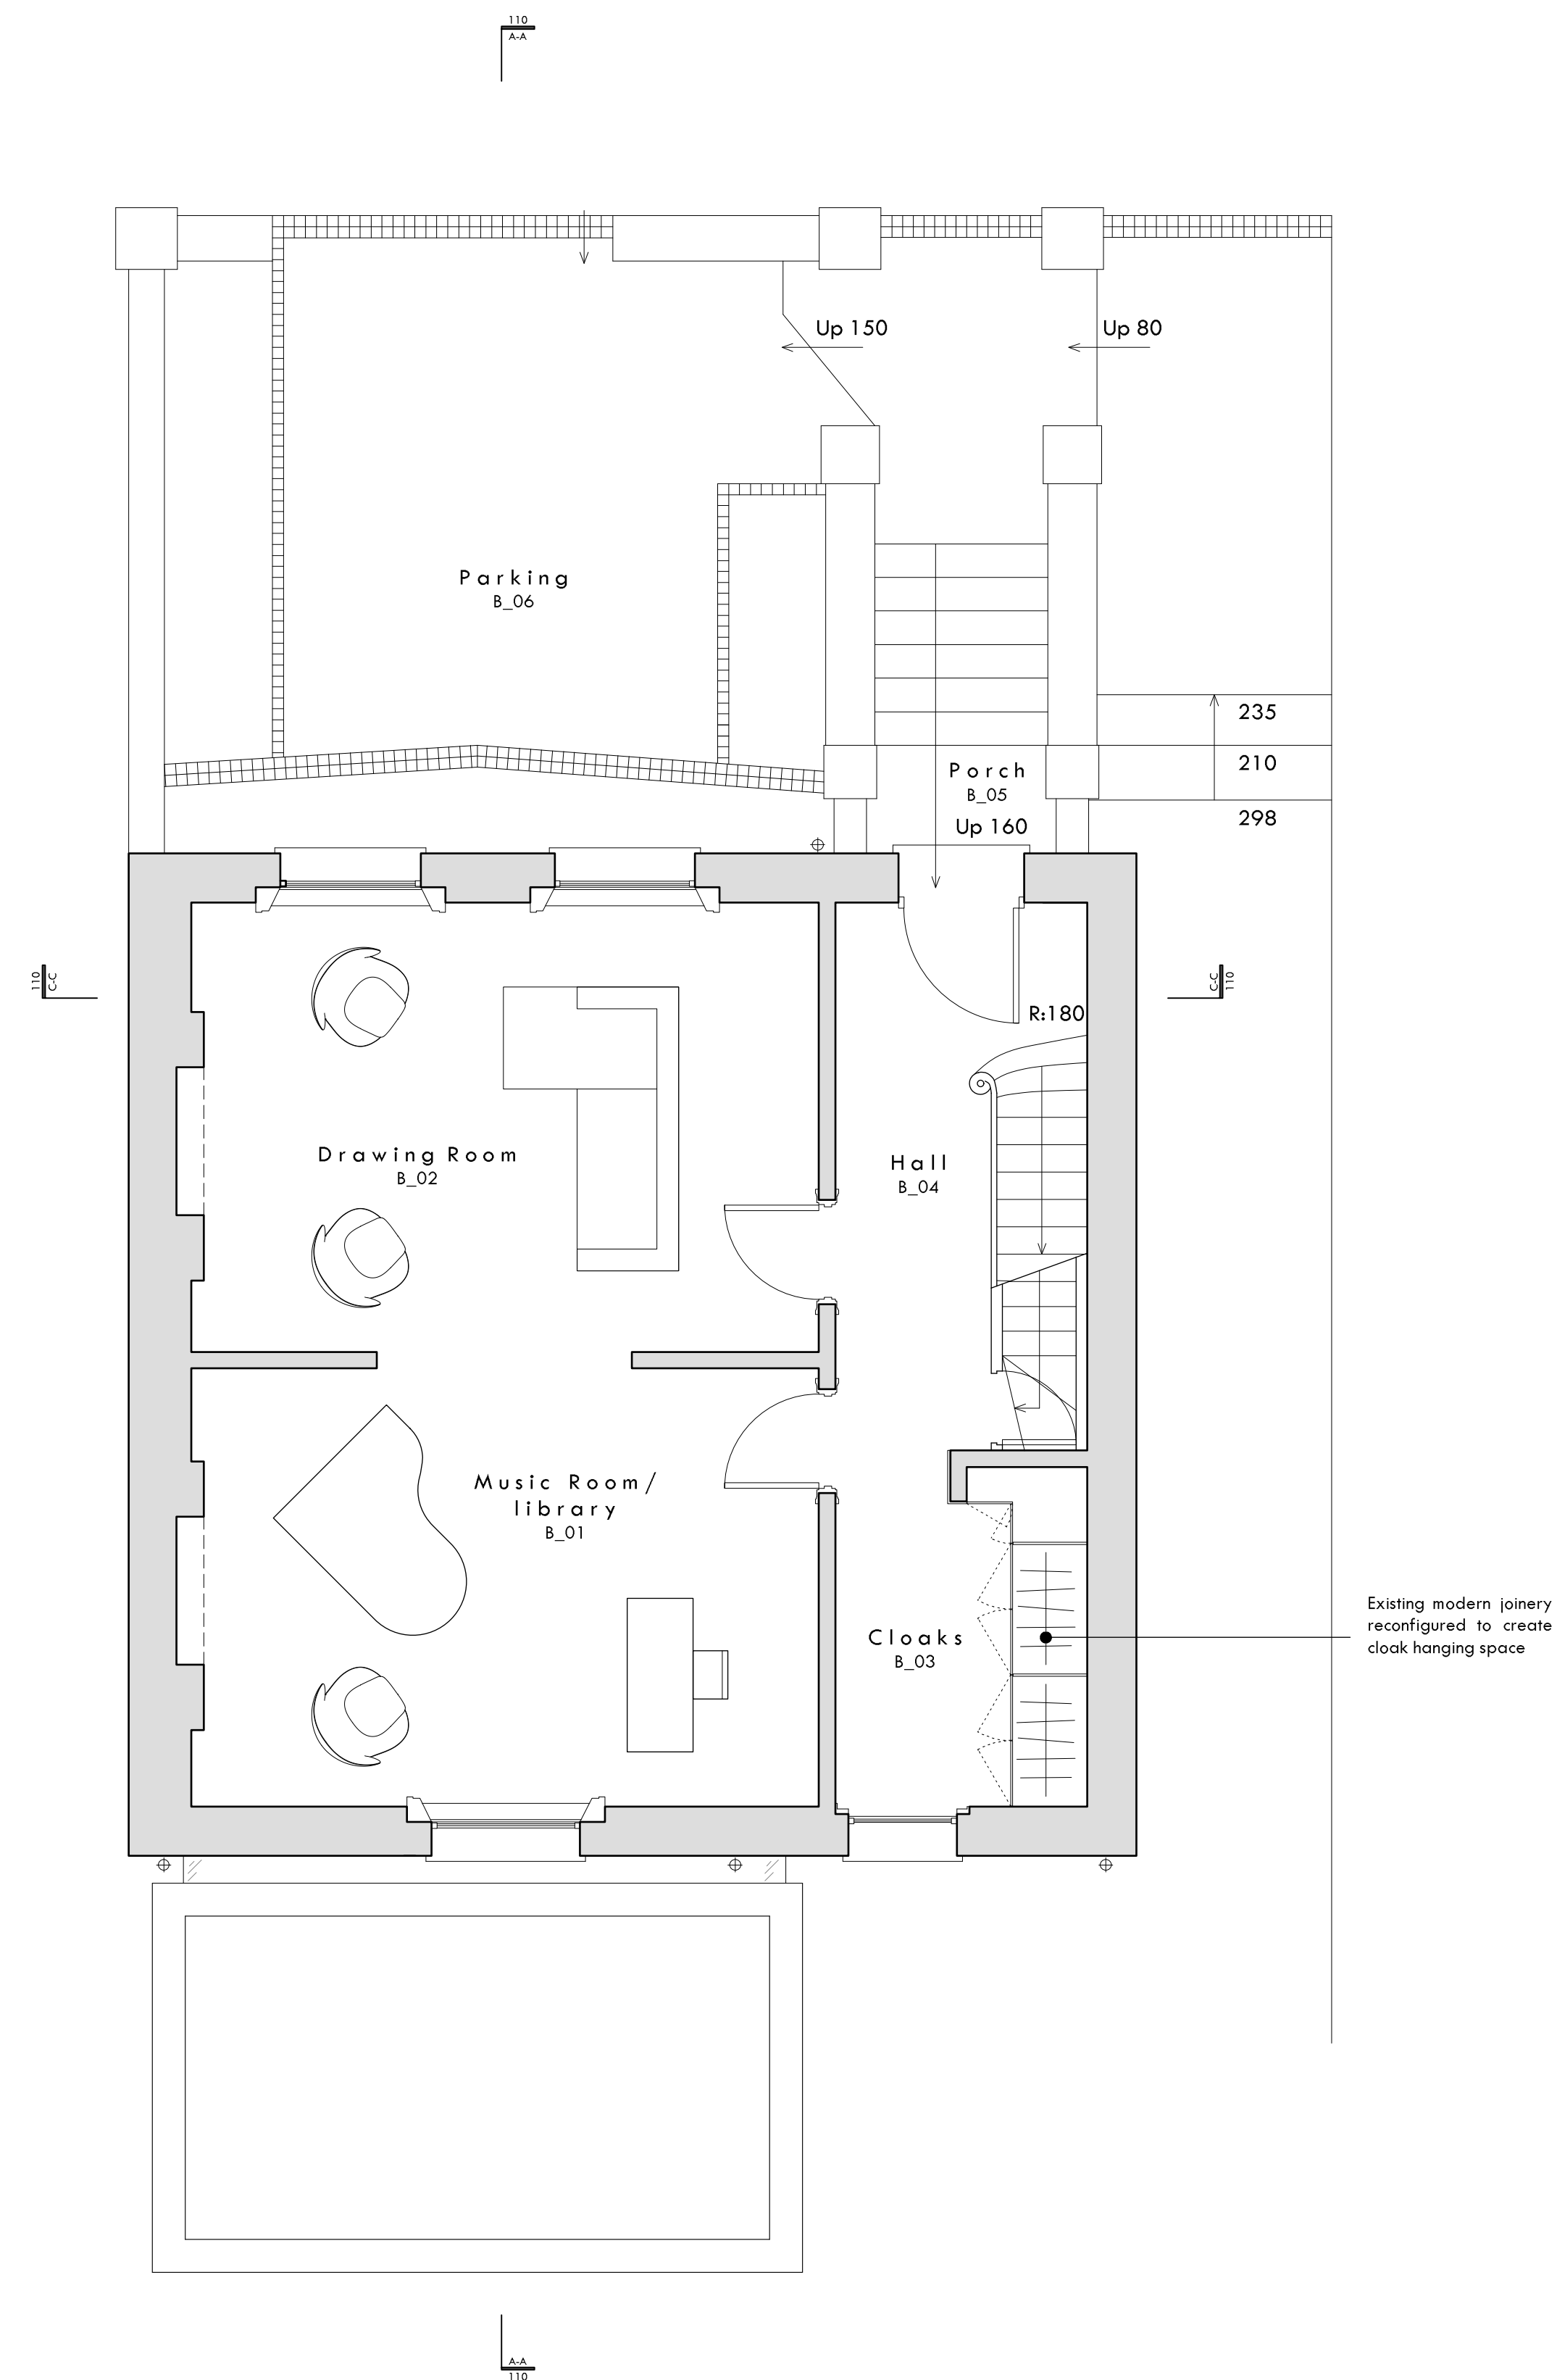 110
A-A
Up 150
Up 80
Parking
B_06
235
210
298
Porch
B_05
Up 160
110
C-C
C-C
110
R:180
Drawing Room
B_02
Hall
B_04
Music Room/
library
B_01
Cloaks
B_03
Existing modern joinery
reconfigured to create
cloak hanging space
A-A
110